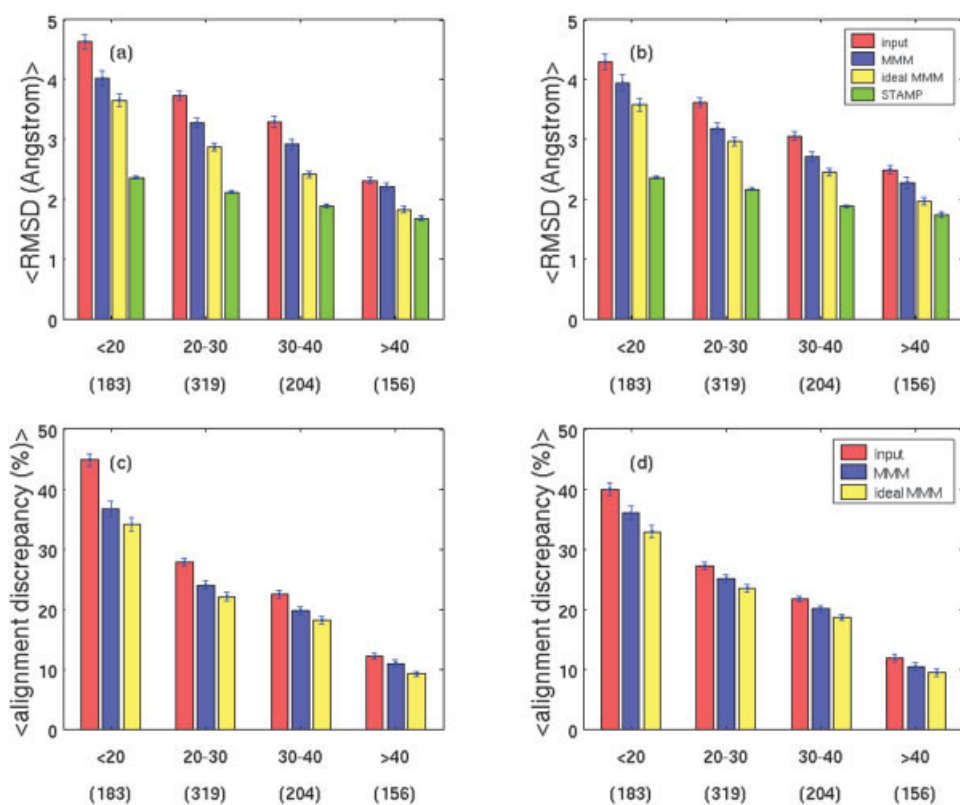 <RMSD (Angstrom)>
5
4
3
2
1
0
(a)
<20 20-30 30-40 >40
(183) (319) (204) (156)
<RMSD (Angstrom)>
5
4
3
2
1
0
(b)
input
MMM
ideal MMM
STAMP
<20 20-30 30-40 >40
(183) (319) (204) (156)
<alignment discrepancy (%)>
50
40
30
20
10
0
(c)
<20 20-30 30-40 >40
(183) (319) (204) (156)
<alignment discrepancy (%)>
50
40
30
20
10
0
(d)
input
MMM
ideal MMM
<20 20-30 30-40 >40
(183) (319) (204) (156)